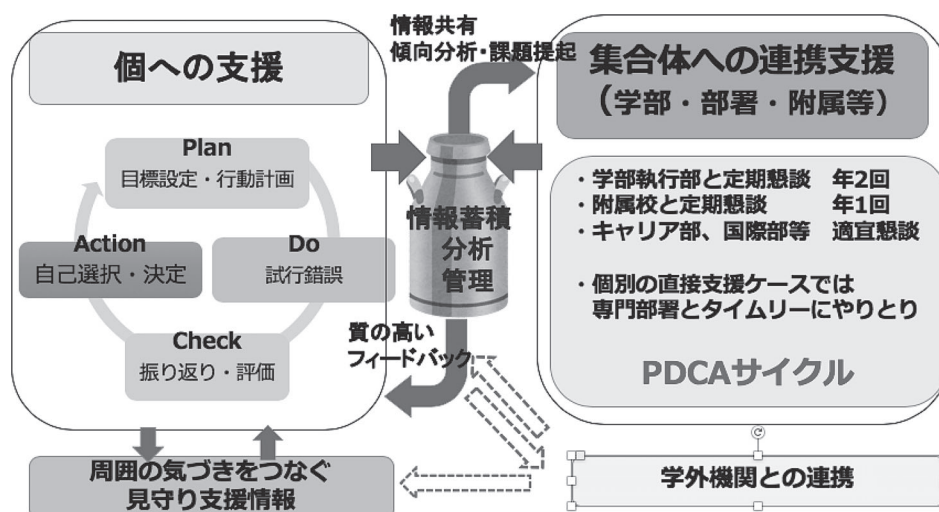 情報共有
傾向分析・課題提起
個への支援
Plan
目標設定・行動計画
Action
自己選択・決定
Do
試行錯誤
Check
振り返り・評価
情報蓄積
分析
管理
質の高い
フィードバック
集合体への連携支援
（学部・部署・附属等）
・学部執行部と定期懇談　年2回
・附属校と定期懇談　年1回
・キャリア部、国際部等　適宜懇談
・個別の直接支援ケースでは
専門部署とタイムリーにやりとり
PDCAサイクル
周囲の気づきをつなぐ
見守り支援情報
学外機関との連携